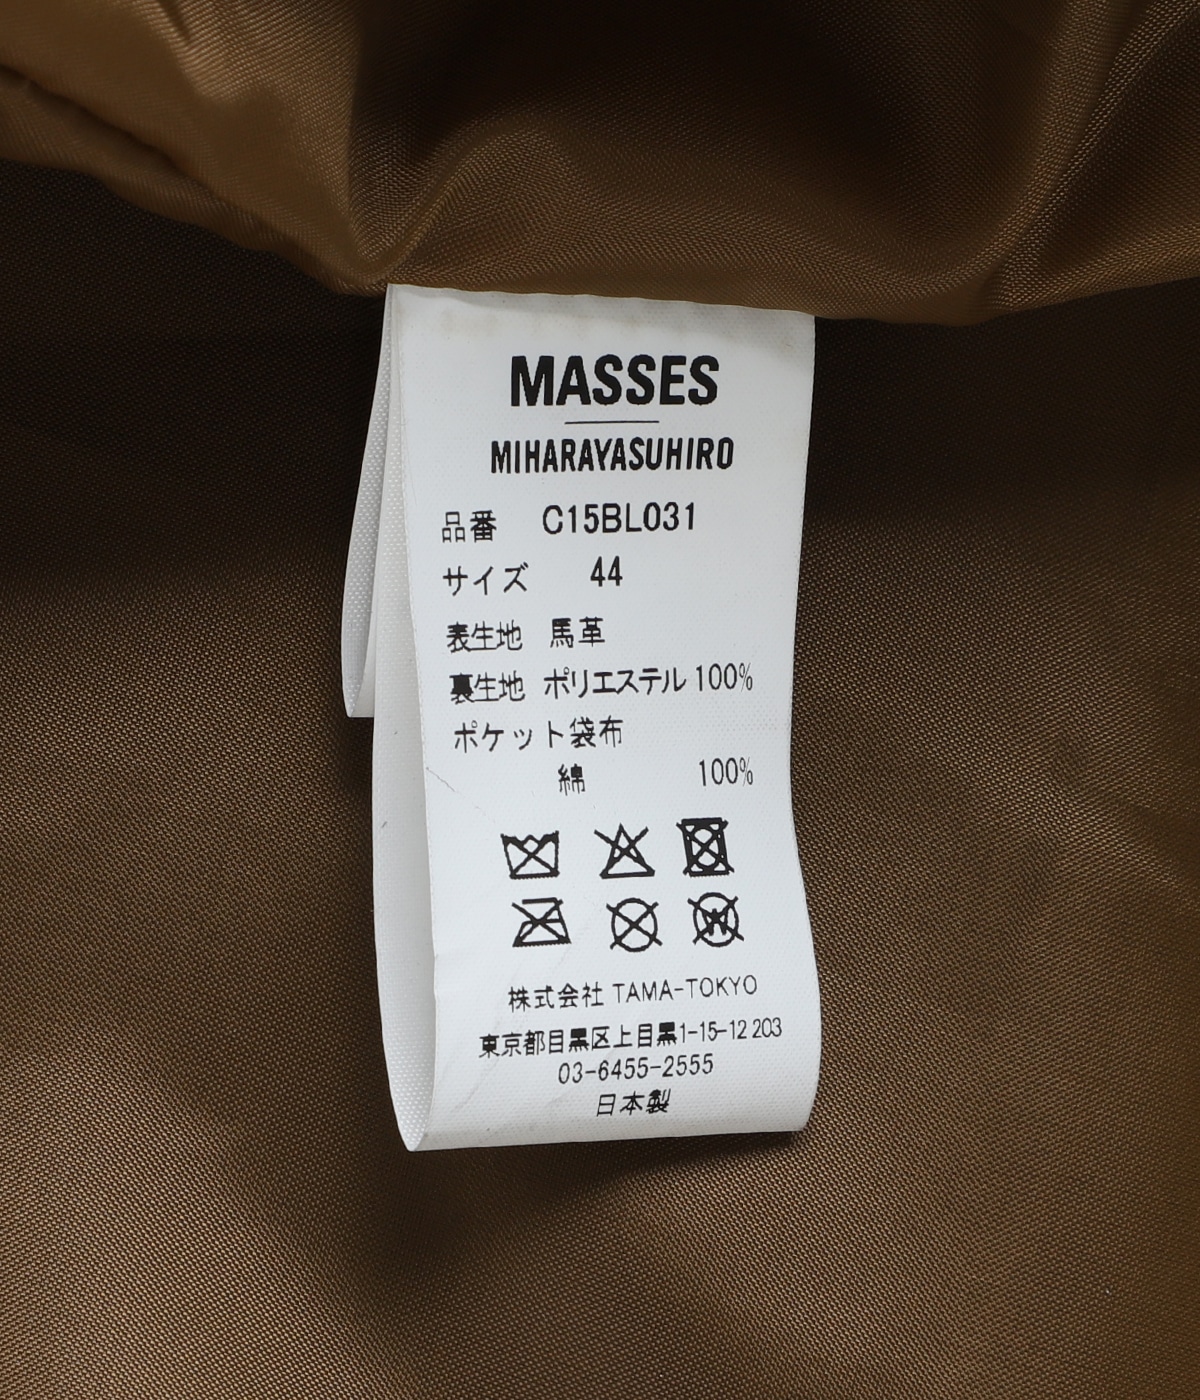 MASSES
MIHARAYASUHIRO
品番 C15BL031
サイズ 44
表生地 馬革
裏生地 ポリエステル 100%
ポケット袋布
綿 100%
株式会社 TAMA-TOKYO
東京都目黒区上目黒1-15-12 203
03-6455-2555
日本製